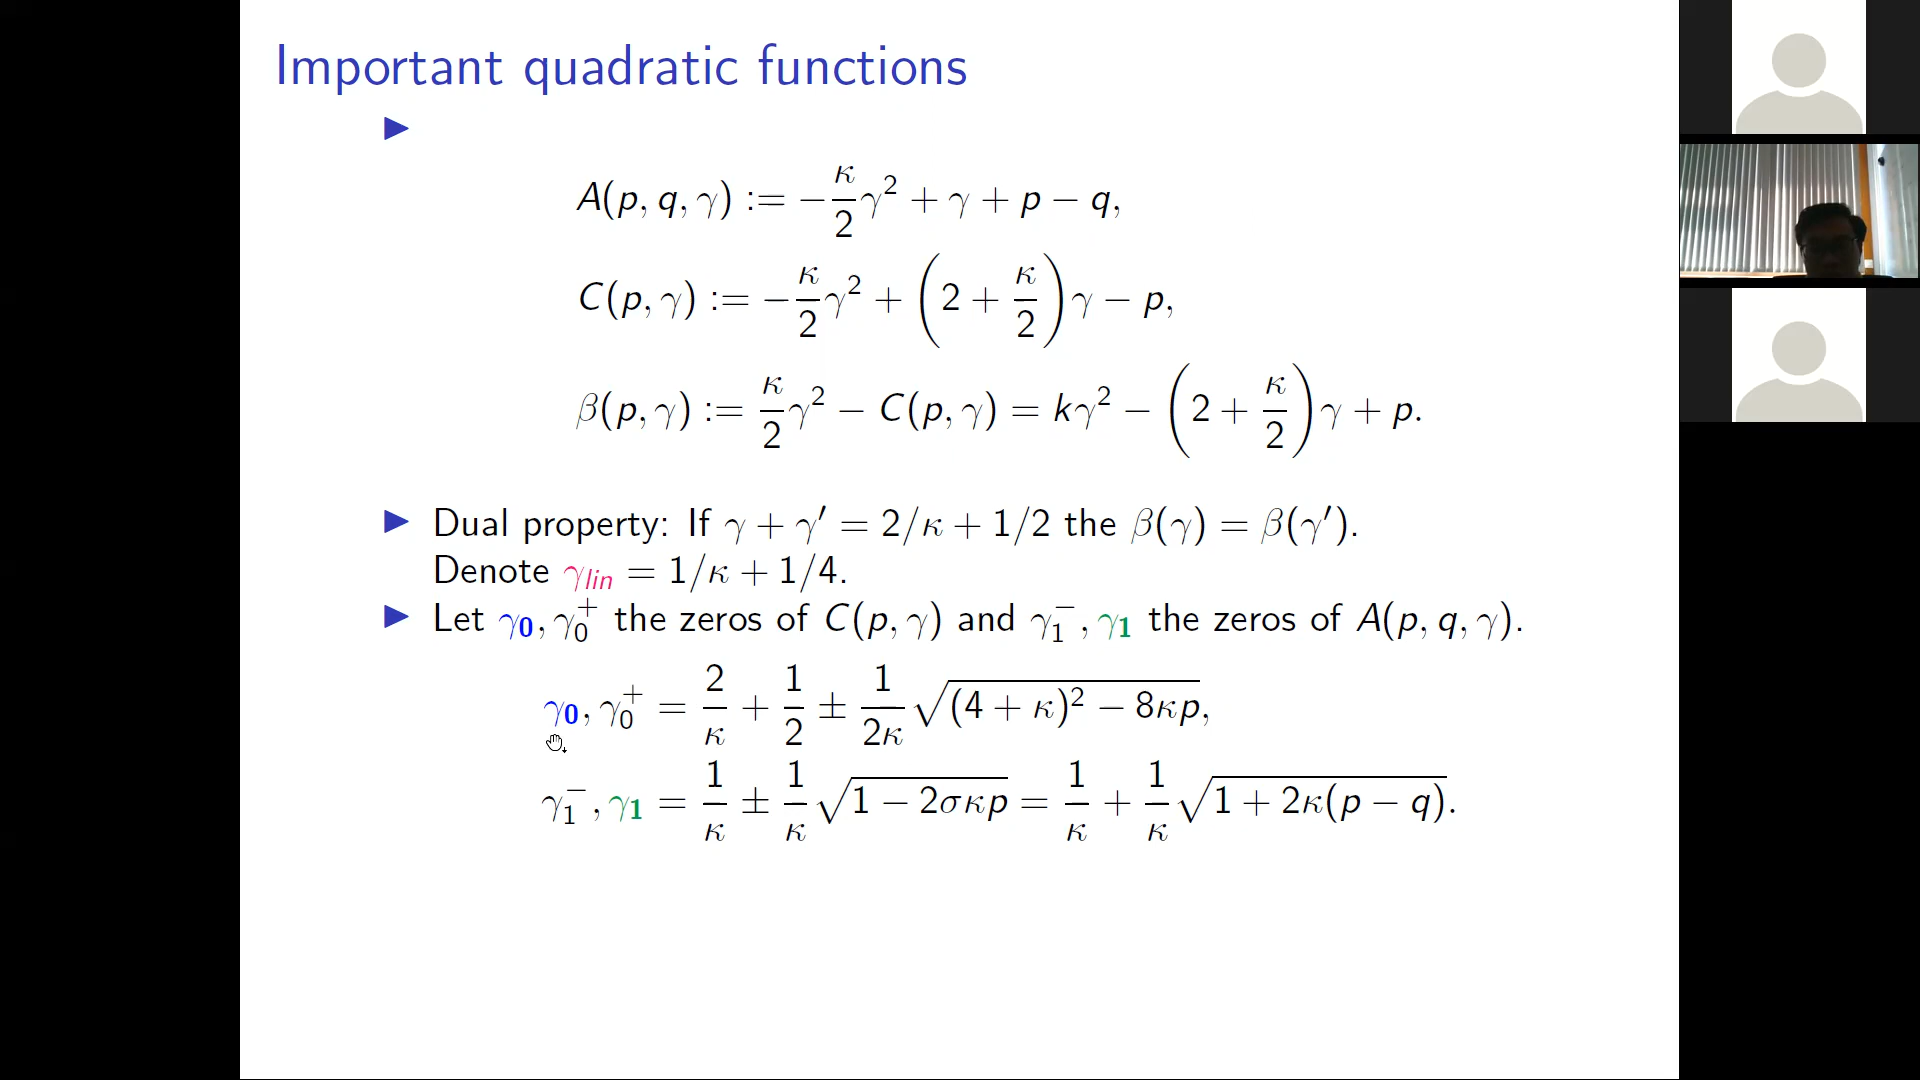 Important quadratic functions
▶
A(p, q, γ) := −κ/2 γ² + γ + p − q,
C(p, γ) := −κ/2 γ² + (2 + κ/2) γ − p,
β(p, γ) := κ/2 γ² − C(p, γ) = kγ² − (2 + κ/2) γ + p.
▶ Dual property: If γ + γ′ = 2/κ + 1/2 the β(γ) = β(γ′).
Denote γ_lin = 1/κ + 1/4.
▶ Let γ₀, γ₀⁺ the zeros of C(p, γ) and γ₁⁻, γ₁ the zeros of A(p, q, γ).
γ₀, γ₀⁺ = 2/κ + 1/2 ± 1/2κ √((4 + κ)² − 8κp),
γ₁⁻, γ₁ = 1/κ ± 1/κ √(1 − 2σκp) = 1/κ + 1/κ √(1 + 2κ(p − q)).